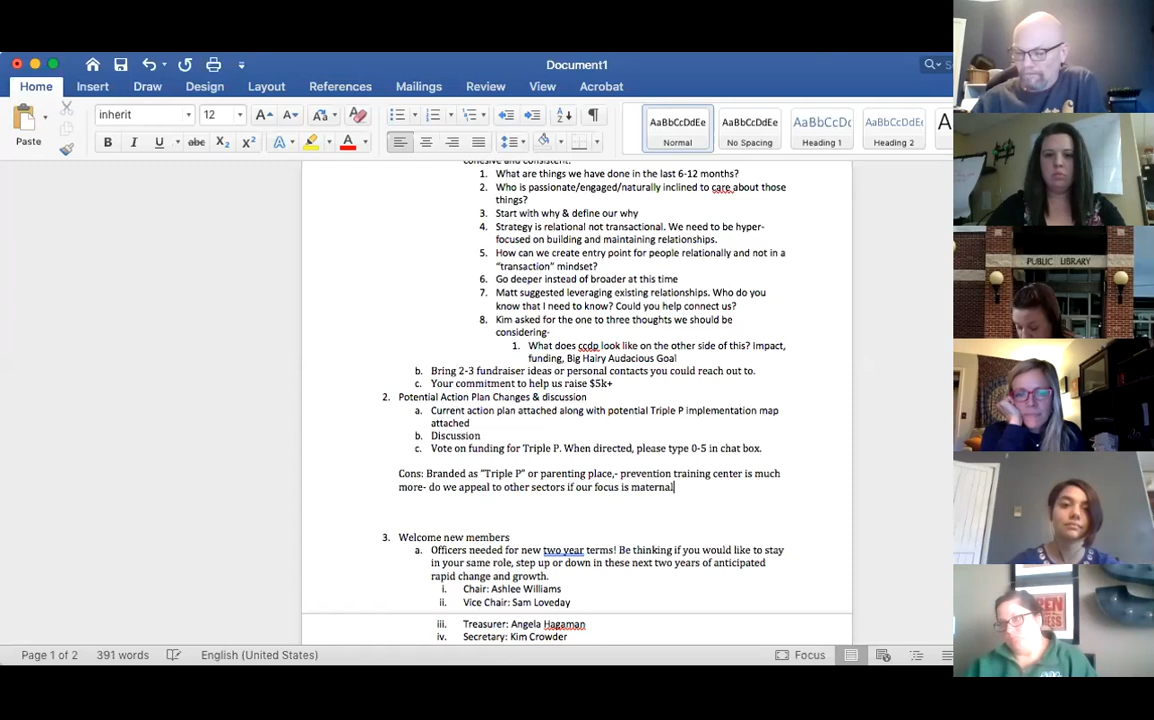 Document1
Home Insert Draw Design Layout References Mailings Review View Acrobat
Paste
inherit 12
AaBbCcDdEe AaBbCcDdEe AaBbCcDc AaBbCcDdEe
Normal No Spacing Heading 1 Heading 2
cohesive and consistent.
1. What are things we have done in the last 6-12 months?
2. Who is passionate/engaged/naturally inclined to care about those
things?
3. Start with why & define our why
4. Strategy is relational not transactional. We need to be hyper-
focused on building and maintaining relationships.
5. How can we create entry point for people relationally and not in a
“transaction” mindset?
6. Go deeper instead of broader at this time
7. Matt suggested leveraging existing relationships. Who do you
know that I need to know? Could you help connect us?
8. Kim asked for the one to three thoughts we should be
considering-
1. What does ccdp look like on the other side of this? Impact,
funding, Big Hairy Audacious Goal
b. Bring 2-3 fundraiser ideas or personal contacts you could reach out to.
c. Your commitment to help us raise $5k+
2. Potential Action Plan Changes & discussion
a. Current action plan attached along with potential Triple P implementation map
attached
b. Discussion
c. Vote on funding for Triple P. When directed, please type 0-5 in chat box.
Cons: Branded as “Triple P” or parenting place,- prevention training center is much
more- do we appeal to other sectors if our focus is maternal
3. Welcome new members
a. Officers needed for new two year terms! Be thinking if you would like to stay
in your same role, step up or down in these next two years of anticipated
rapid change and growth.
i. Chair: Ashlee Williams
ii. Vice Chair: Sam Loveday
iii. Treasurer: Angela Hagaman
iv. Secretary: Kim Crowder
Page 1 of 2 391 words English (United States) Focus
PUBLIC LIBRARY